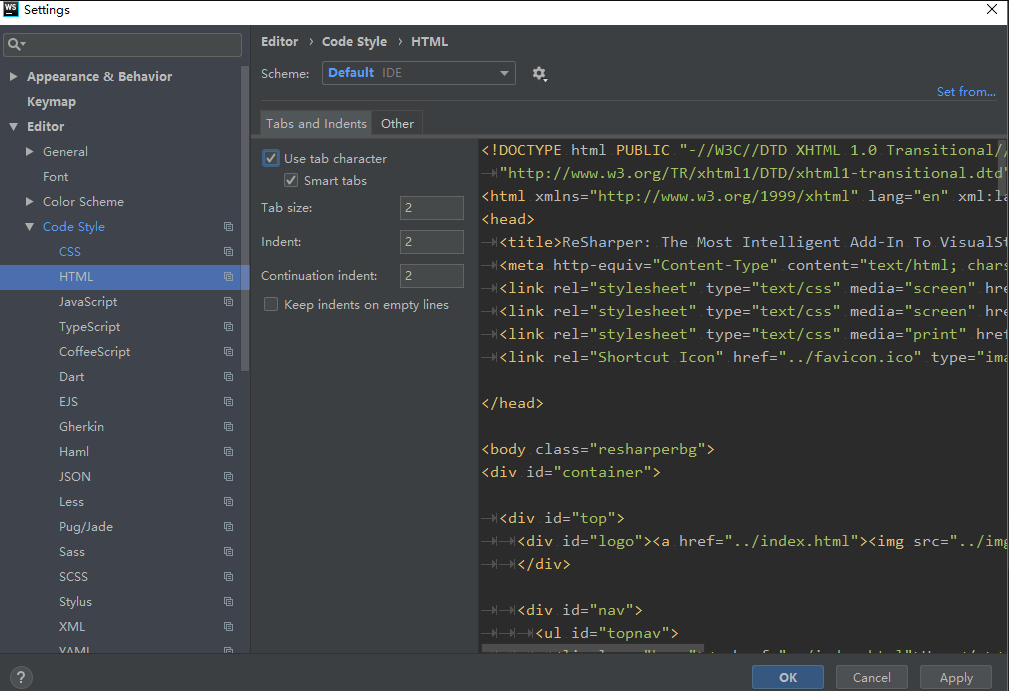 WS Settings
Editor › Code Style › HTML
Scheme: Default IDE
Set from...
Appearance & Behavior
Keymap
Editor
General
Font
Color Scheme
Code Style
CSS
HTML
JavaScript
TypeScript
CoffeeScript
Dart
EJS
Gherkin
Haml
JSON
Less
Pug/Jade
Sass
SCSS
Stylus
XML
YAML
Tabs and Indents Other
Use tab character
Smart tabs
Tab size: 2
Indent: 2
Continuation indent: 2
Keep indents on empty lines
<!DOCTYPE html PUBLIC "-//W3C//DTD XHTML 1.0 Transitional//
"http://www.w3.org/TR/xhtml1/DTD/xhtml1-transitional.dtd"
<html xmlns="http://www.w3.org/1999/xhtml" lang="en" xml:la
<head>
<title>ReSharper: The Most Intelligent Add-In To VisualSt
<meta http-equiv="Content-Type" content="text/html; chars
<link rel="stylesheet" type="text/css" media="screen" hre
<link rel="stylesheet" type="text/css" media="screen" hre
<link rel="stylesheet" type="text/css" media="print" href
<link rel="Shortcut Icon" href="../favicon.ico" type="ima
</head>
<body class="resharperbg">
<div id="container">
<div id="top">
<div id="logo"><a href="../index.html"><img src="../img
</div>
<div id="nav">
<ul id="topnav">
? OK Cancel Apply